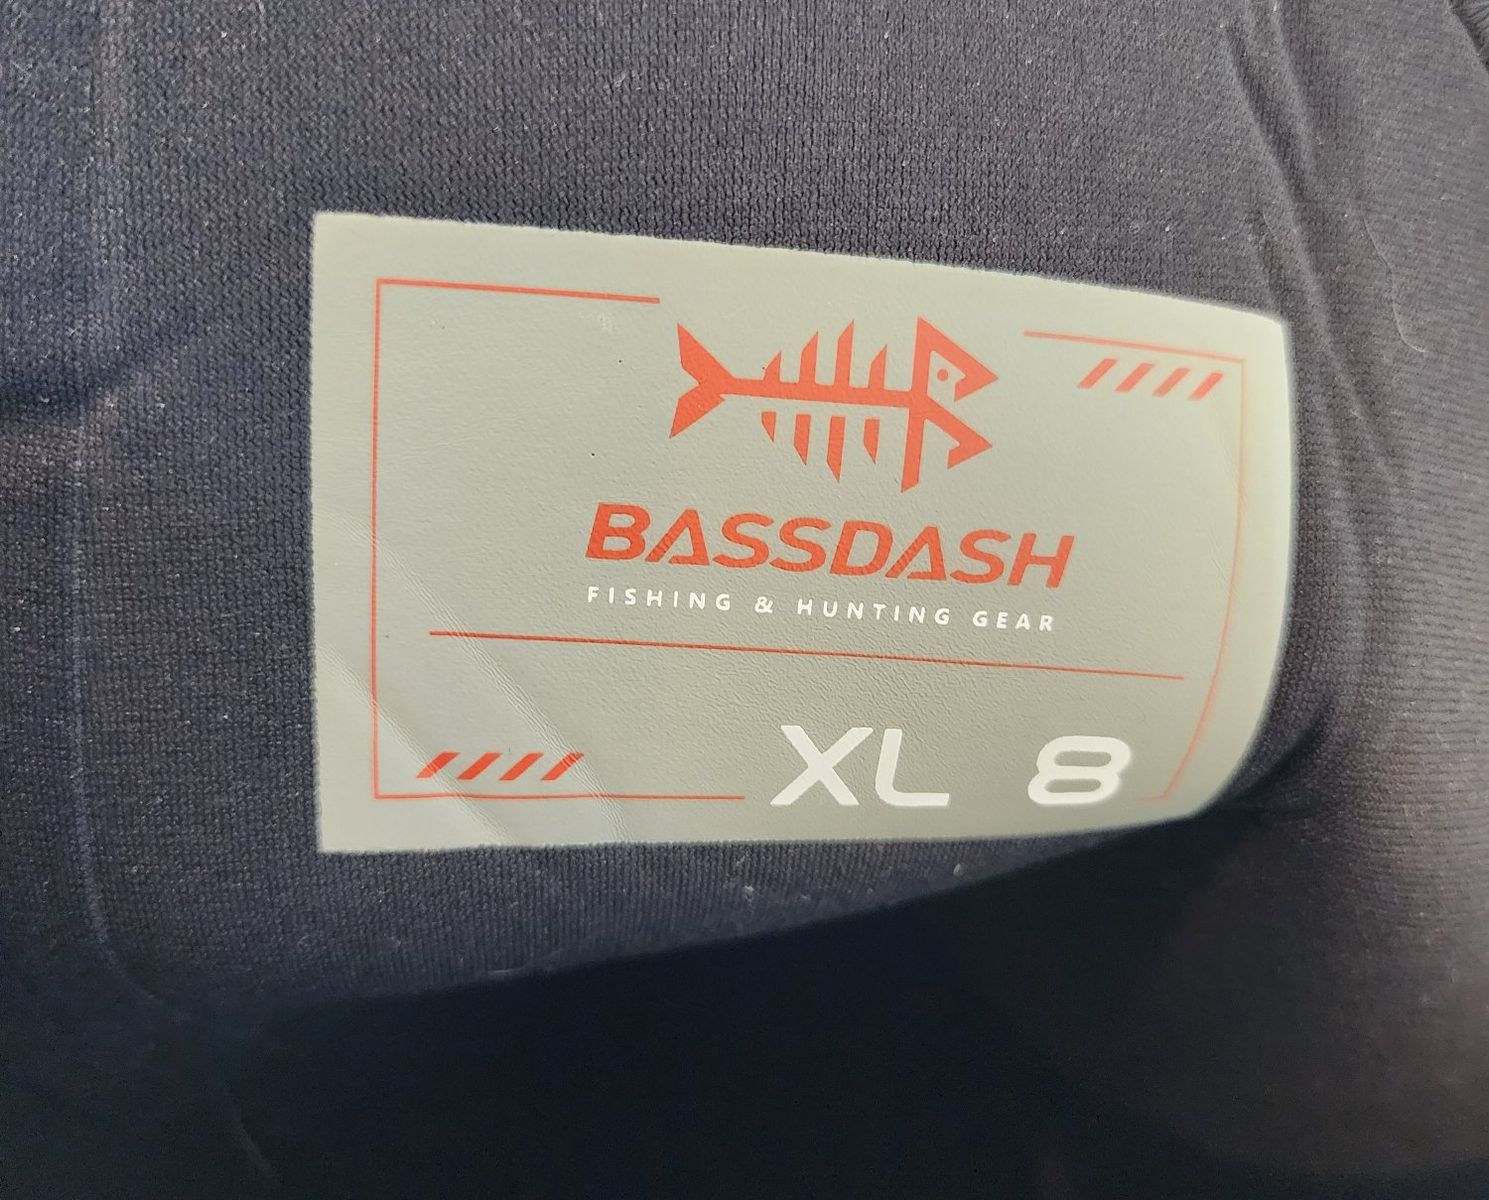 BASSDASH
FISHING & HUNTING GEAR
XL 8